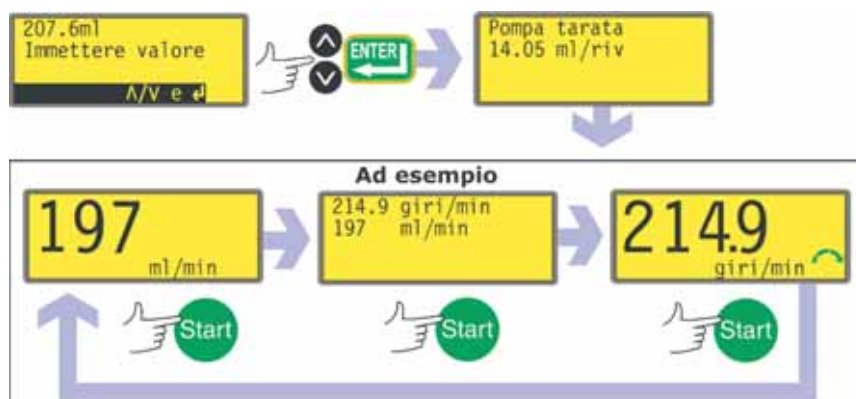 207.6ml
Immettere valore
Λ/V e ↲
ENTER
Pompa tarata
14.05 ml/riv
Ad esempio
197
ml/min
214.9 giri/min
197 ml/min
214.9
giri/min
Start
Start
Start